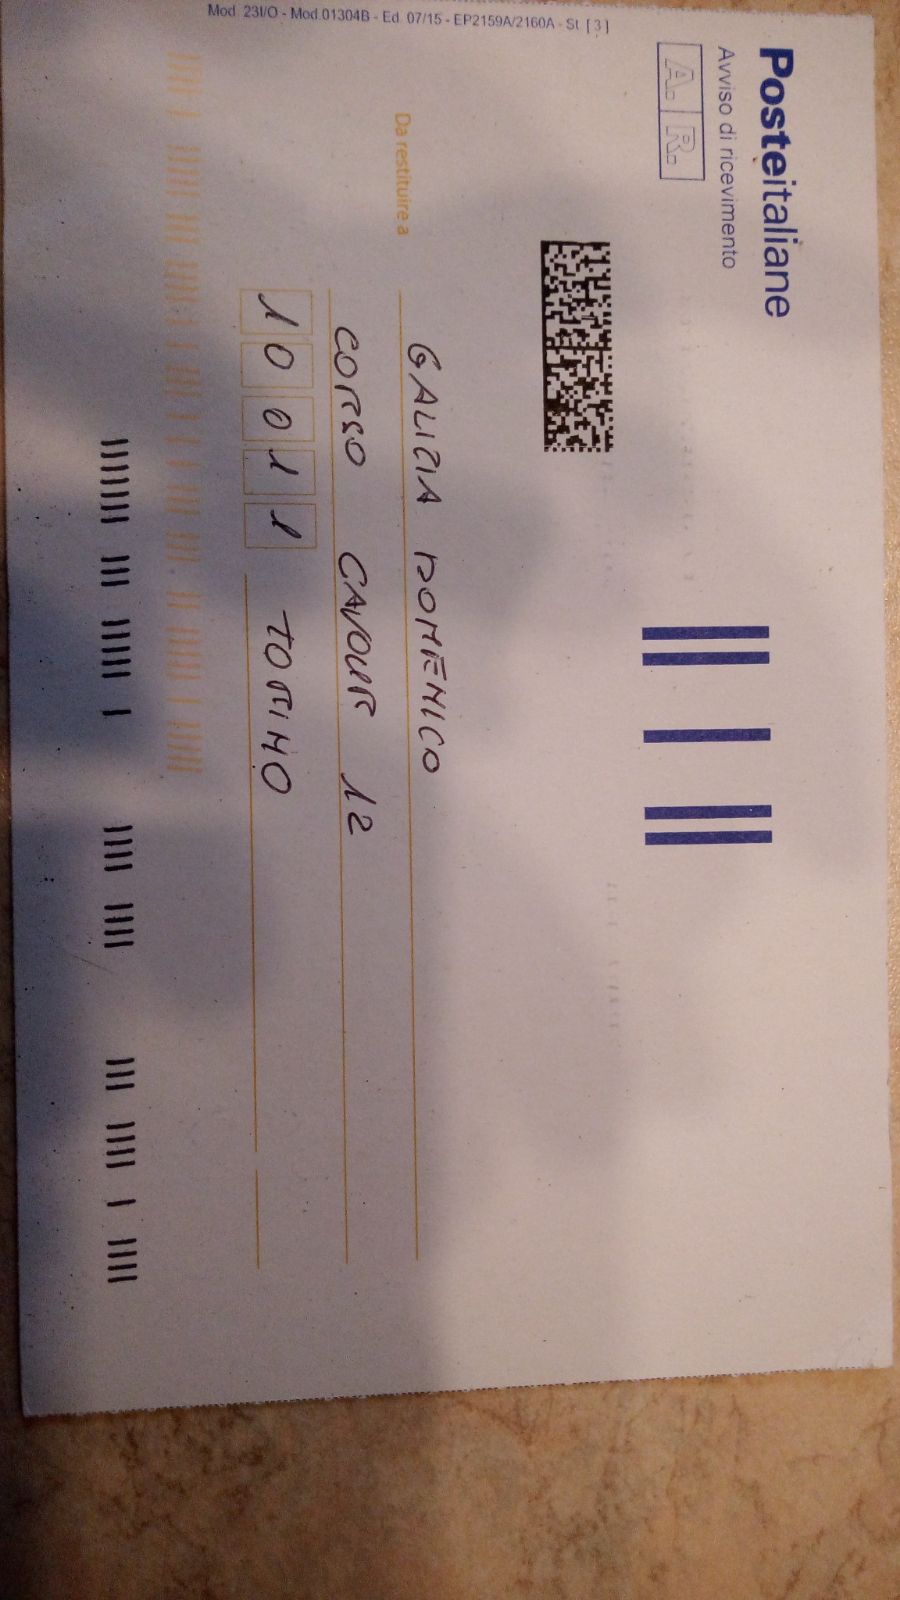 Posteitaliane
Avviso di ricevimento
A. R.
Da restituire a
GALIZIA DOMENICO
CORSO CAVOUR 12
10011 TORINO
Mod. 23I/O - Mod.01304B - Ed. 07/15 - EP2159A/2160A - St. [3]